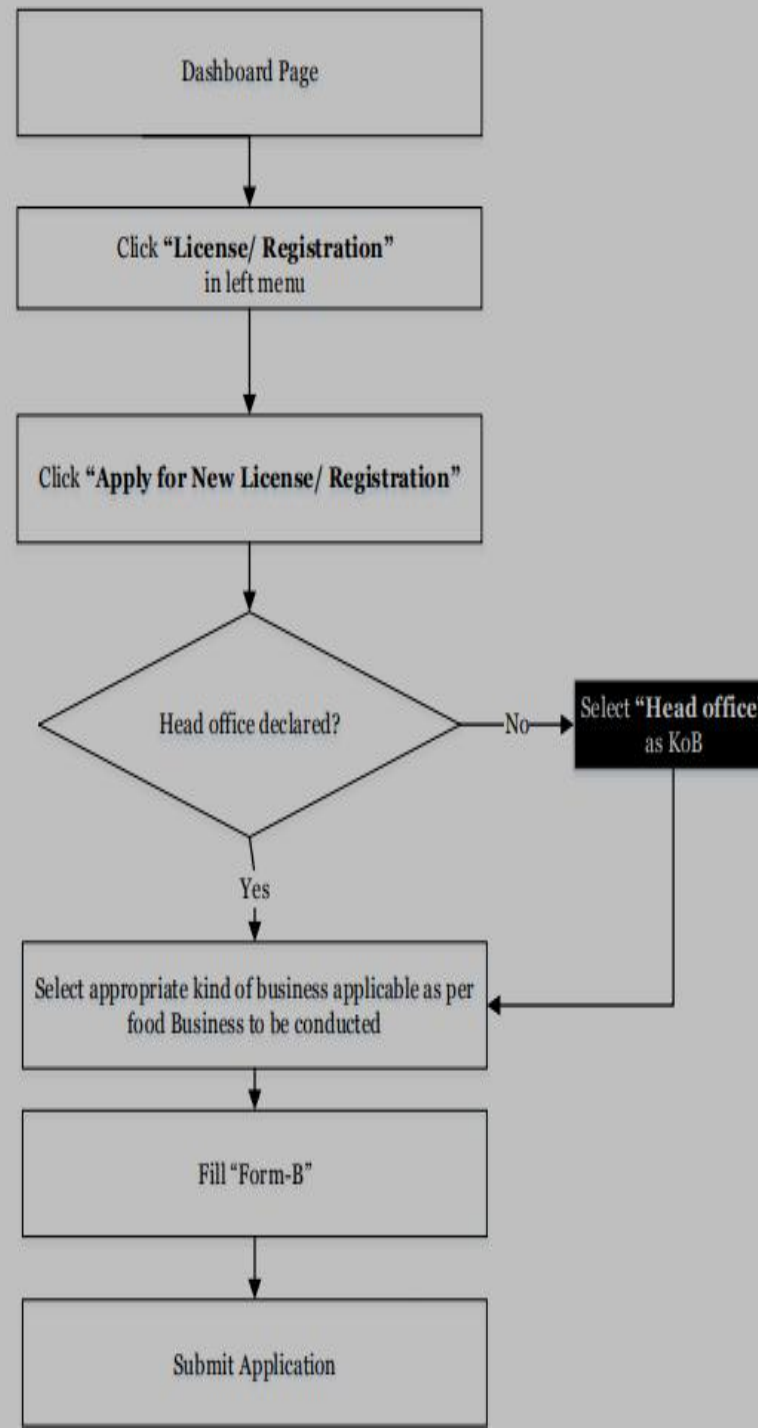 Dashboard Page
Click “License/ Registration”
in left menu
Click “Apply for New License/ Registration”
Head office declared?
No
Select “Head office”
as KoB
Yes
Select appropriate kind of business applicable as per
food Business to be conducted
Fill “Form-B”
Submit Application